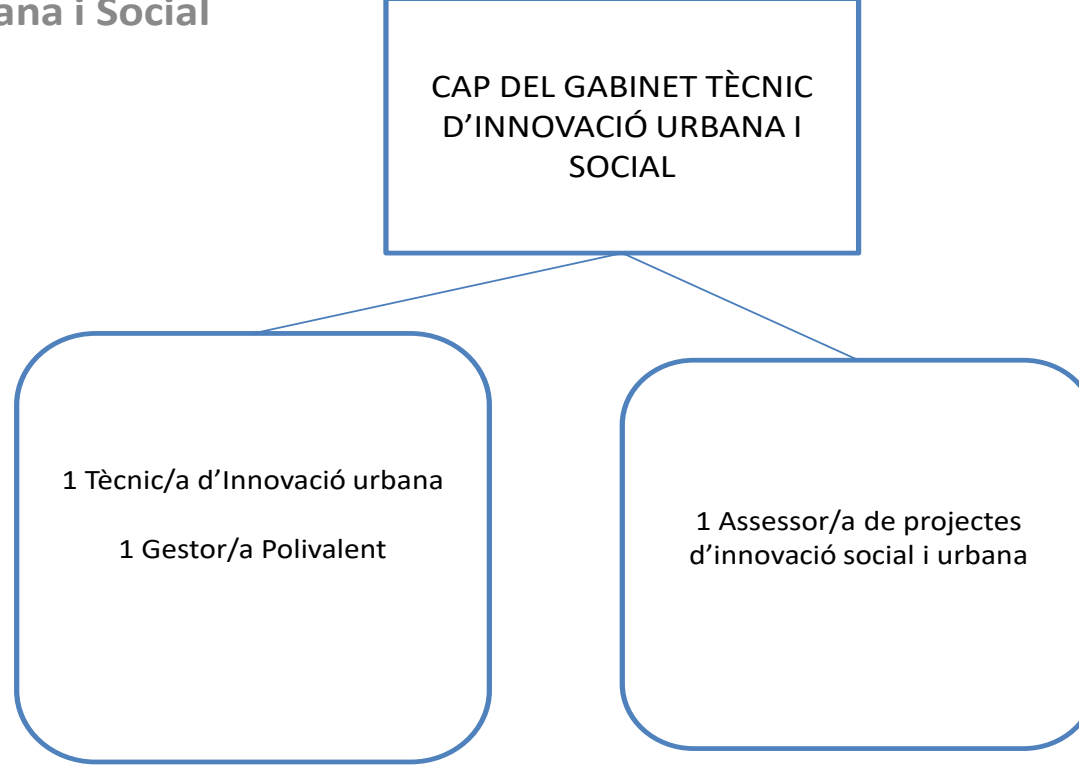 ana i Social
CAP DEL GABINET TÈCNIC
D’INNOVACIÓ URBANA I
SOCIAL
1 Tècnic/a d’Innovació urbana
1 Gestor/a Polivalent
1 Assessor/a de projectes
d’innovació social i urbana